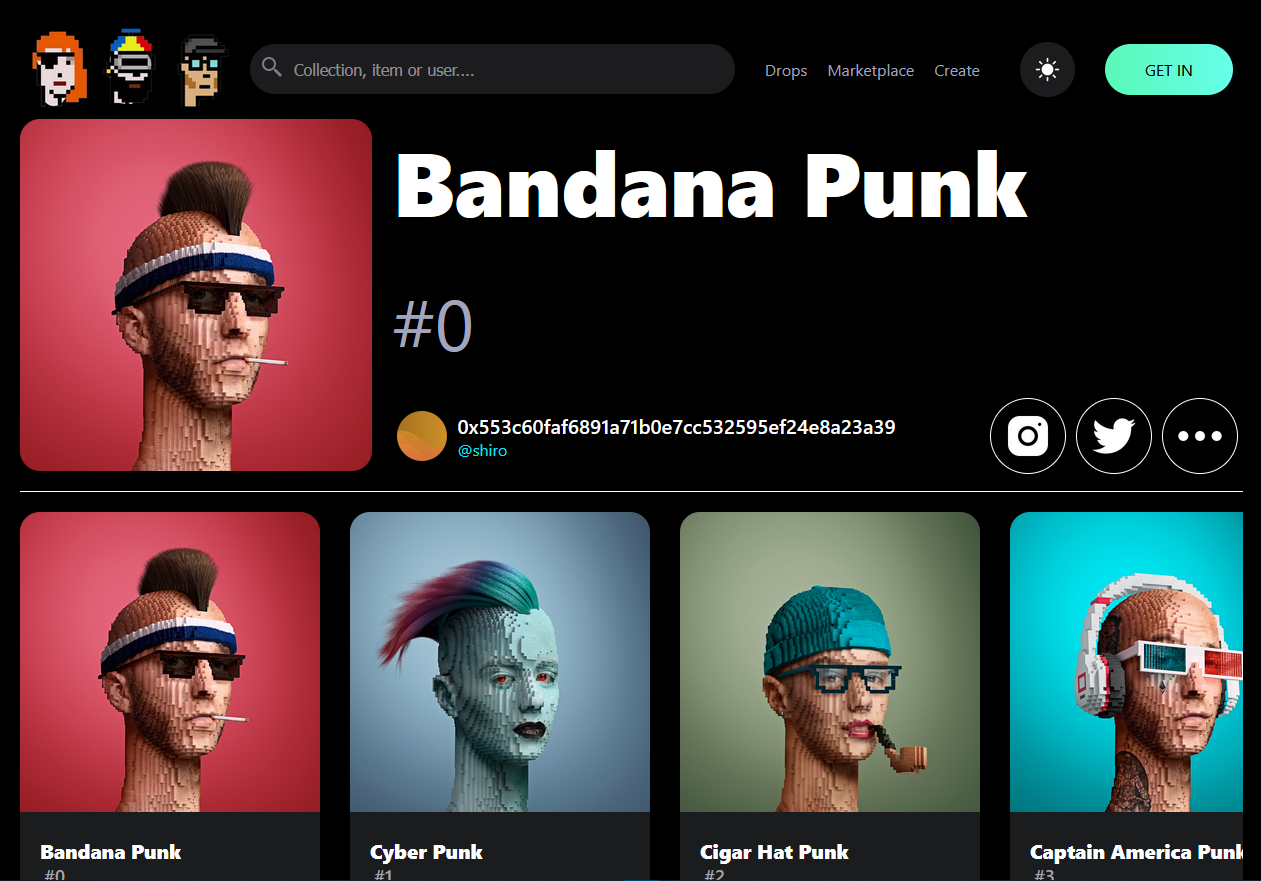 Collection, item or user....
Drops Marketplace Create
GET IN
Bandana Punk
#0
0x553c60faf6891a71b0e7cc532595ef24e8a23a39
@shiro
Bandana Punk
#0
Cyber Punk
#1
Cigar Hat Punk
#2
Captain America Punk
#3